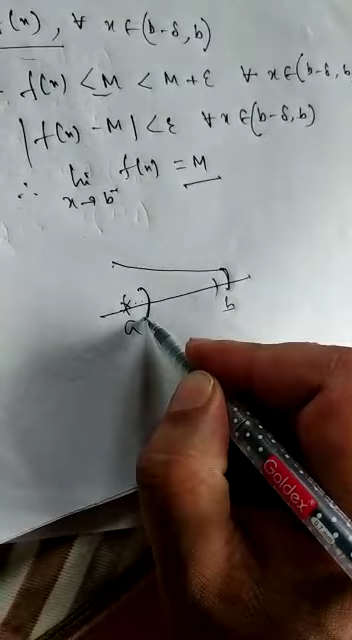 f(x), ∀ x ∈ (b-δ, b)
f(x) < M < M + ε ∀ x ∈ (b-δ, b
|f(x) - M| < ε ∀ x ∈ (b-δ, b)
∴ lim f(x) = M
x → b⁻
a
b
Goldex